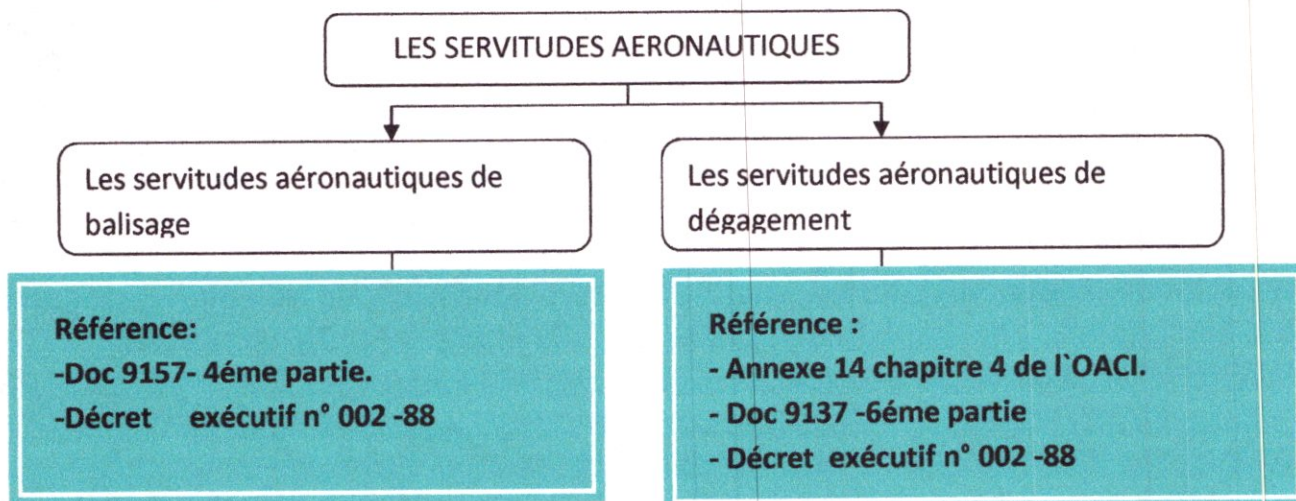 LES SERVITUDES AERONAUTIQUES
Les servitudes aéronautiques de
balisage
Les servitudes aéronautiques de
dégagement
Référence:
-Doc 9157- 4éme partie.
-Décret exécutif n° 002 -88
Référence :
- Annexe 14 chapitre 4 de l`OACI.
- Doc 9137 -6éme partie
- Décret exécutif n° 002 -88